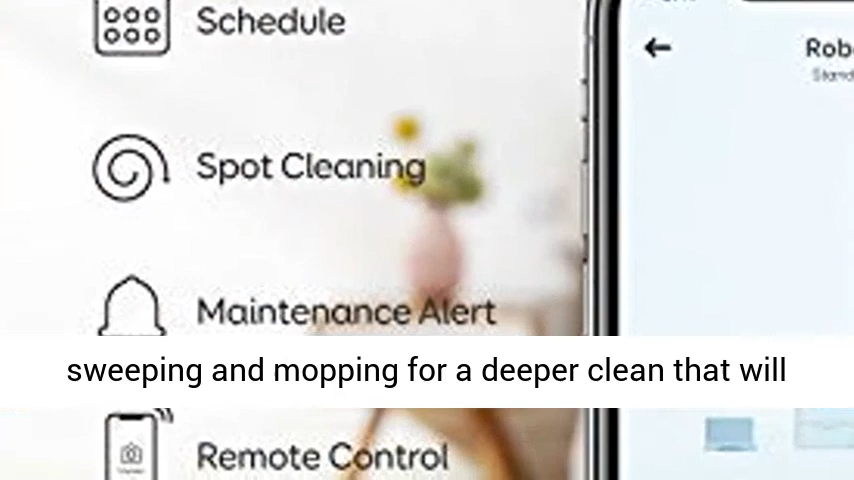 Schedule
Spot Cleaning
Maintenance Alert
sweeping and mopping for a deeper clean that will
Remote Control